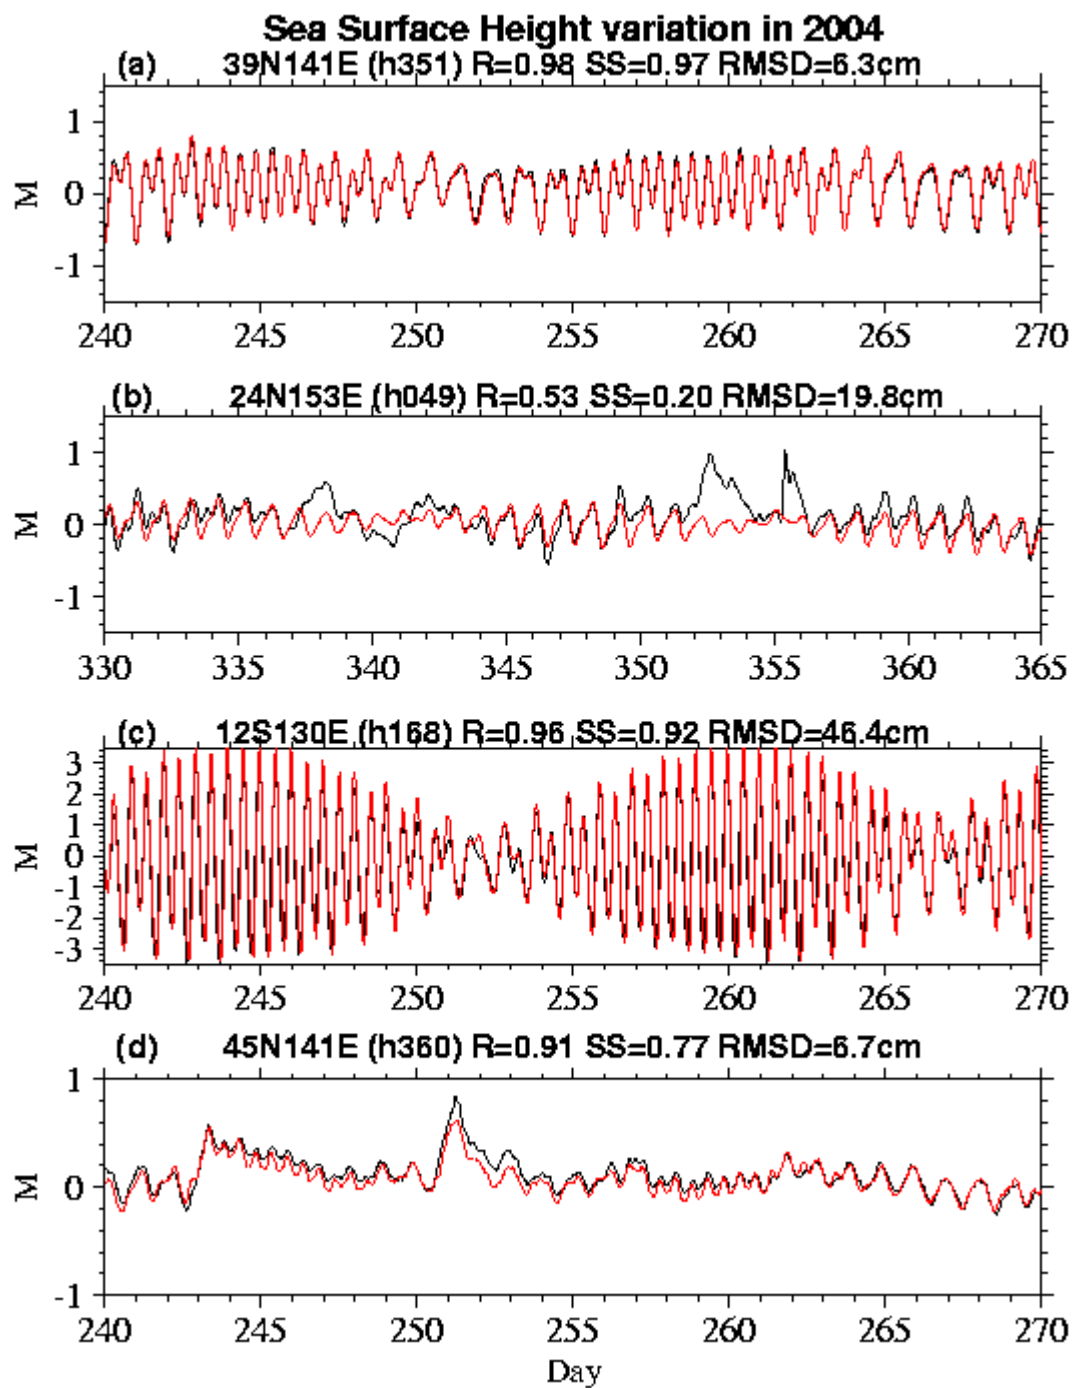 Sea Surface Height variation in 2004
(a) 39N141E (h351) R=0.98 SS=0.97 RMSD=6.3cm
1
M 0
-1
240 245 250 255 260 265 270
(b) 24N153E (h049) R=0.53 SS=0.20 RMSD=19.8cm
1
M 0
-1
330 335 340 345 350 355 360 365
(c) 12S130E (h168) R=0.96 SS=0.92 RMSD=46.4cm
3
2
1
M 0
-1
-2
-3
240 245 250 255 260 265 270
(d) 45N141E (h360) R=0.91 SS=0.77 RMSD=6.7cm
1
M 0
-1
240 245 250 255 260 265 270
Day